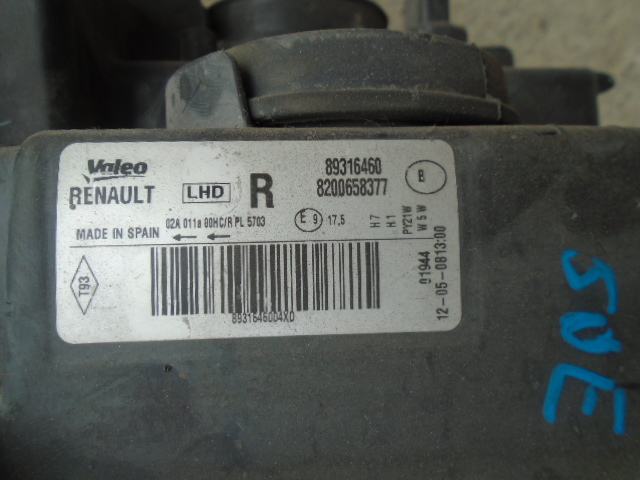 Valeo
RENAULT
LHD
R
89316460
8200658377
B
02A 011a 00HC/R PL 5703
E 9
17,5
H7
H1
PY21W
W5W
MADE IN SPAIN
T93
8931646004XD
01944
12-05-0813:00
50E